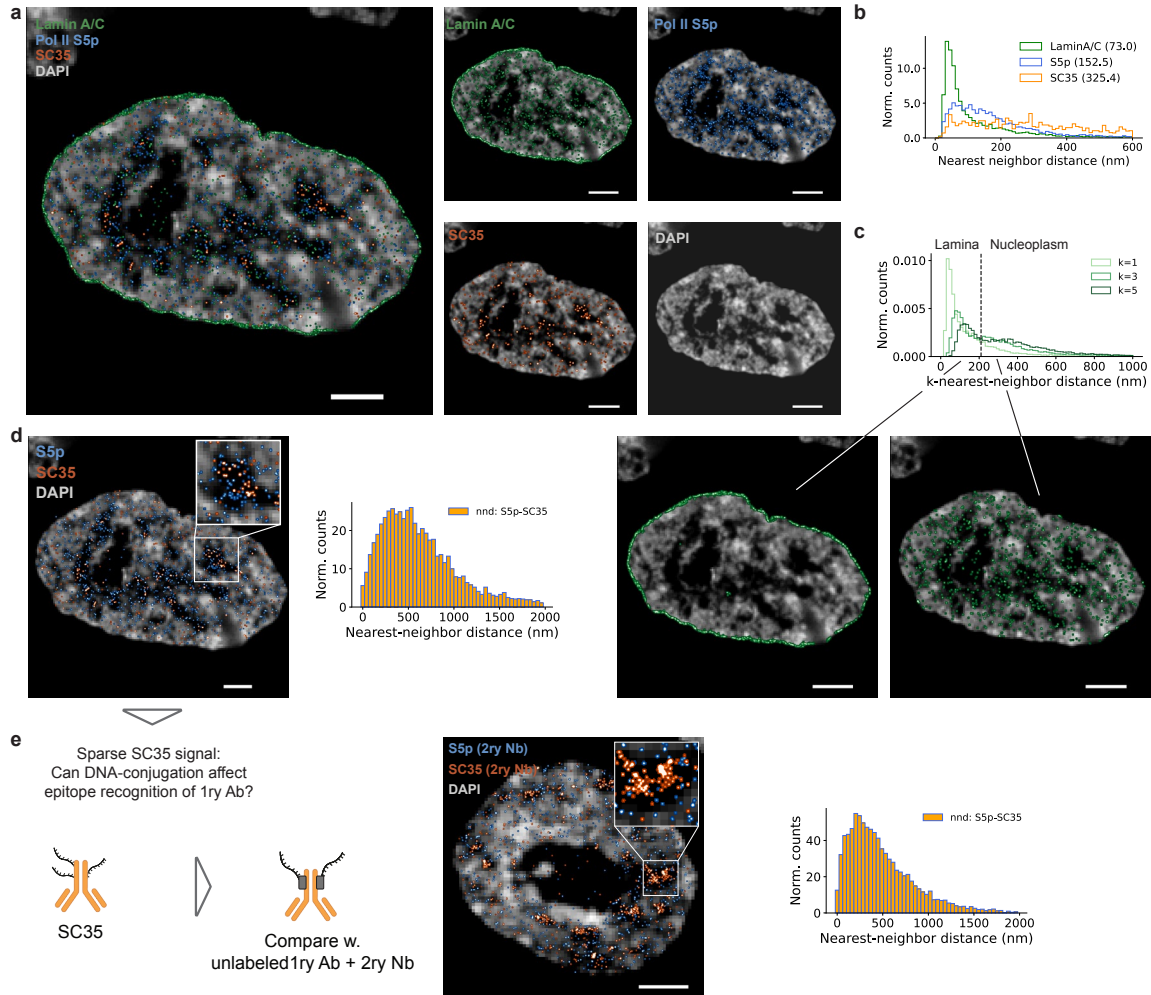 a
Lamin A/C
Pol II S5p
SC35
DAPI
Lamin A/C
Pol II S5p
SC35
DAPI
b
Norm. counts
10.0
5.0
0.0
0
200
400
600
Nearest neighbor distance (nm)
LaminA/C (73.0)
S5p (152.5)
SC35 (325.4)
c
Lamina
Nucleoplasm
Norm. counts
0.010
0.005
0.000
0
200
400
600
800
1000
k-nearest-neighbor distance (nm)
k=1
k=3
k=5
d
S5p
SC35
DAPI
Norm. counts
20
10
0
0
500
1000
1500
2000
Nearest-neighbor distance (nm)
nnd: S5p-SC35
e
Sparse SC35 signal:
Can DNA-conjugation affect
epitope recognition of 1ry Ab?
SC35
Compare w.
unlabeled1ry Ab + 2ry Nb
S5p (2ry Nb)
SC35 (2ry Nb)
DAPI
Norm. counts
40
20
0
0
500
1000
1500
2000
Nearest-neighbor distance (nm)
nnd: S5p-SC35